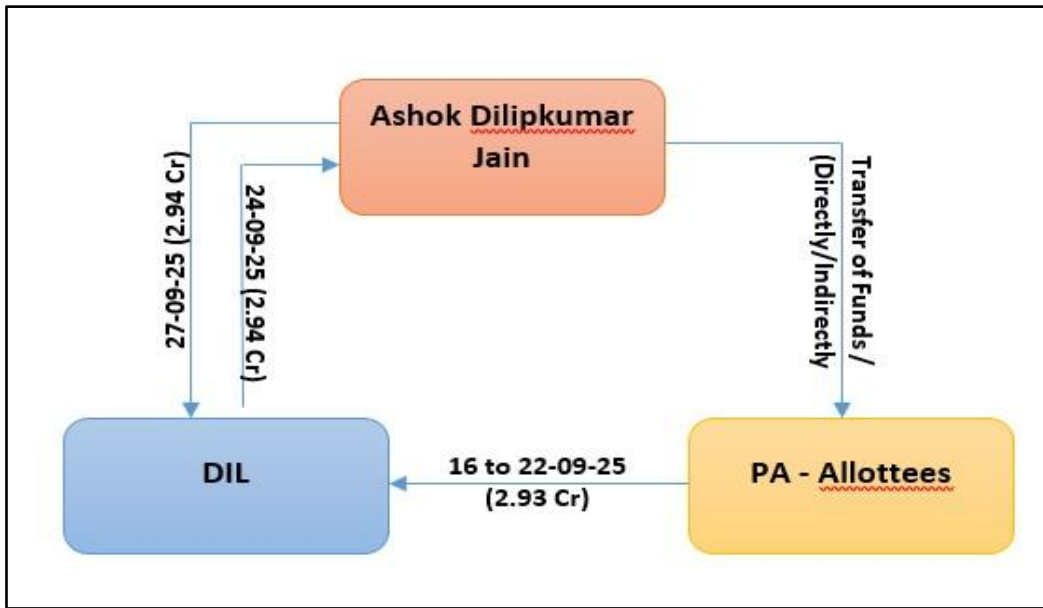 Ashok Dilipkumar
Jain
27-09-25 (2.94 Cr)
24-09-25 (2.94 Cr)
Transfer of Funds /
(Directly/Indirectly
DIL
16 to 22-09-25
(2.93 Cr)
PA - Allottees